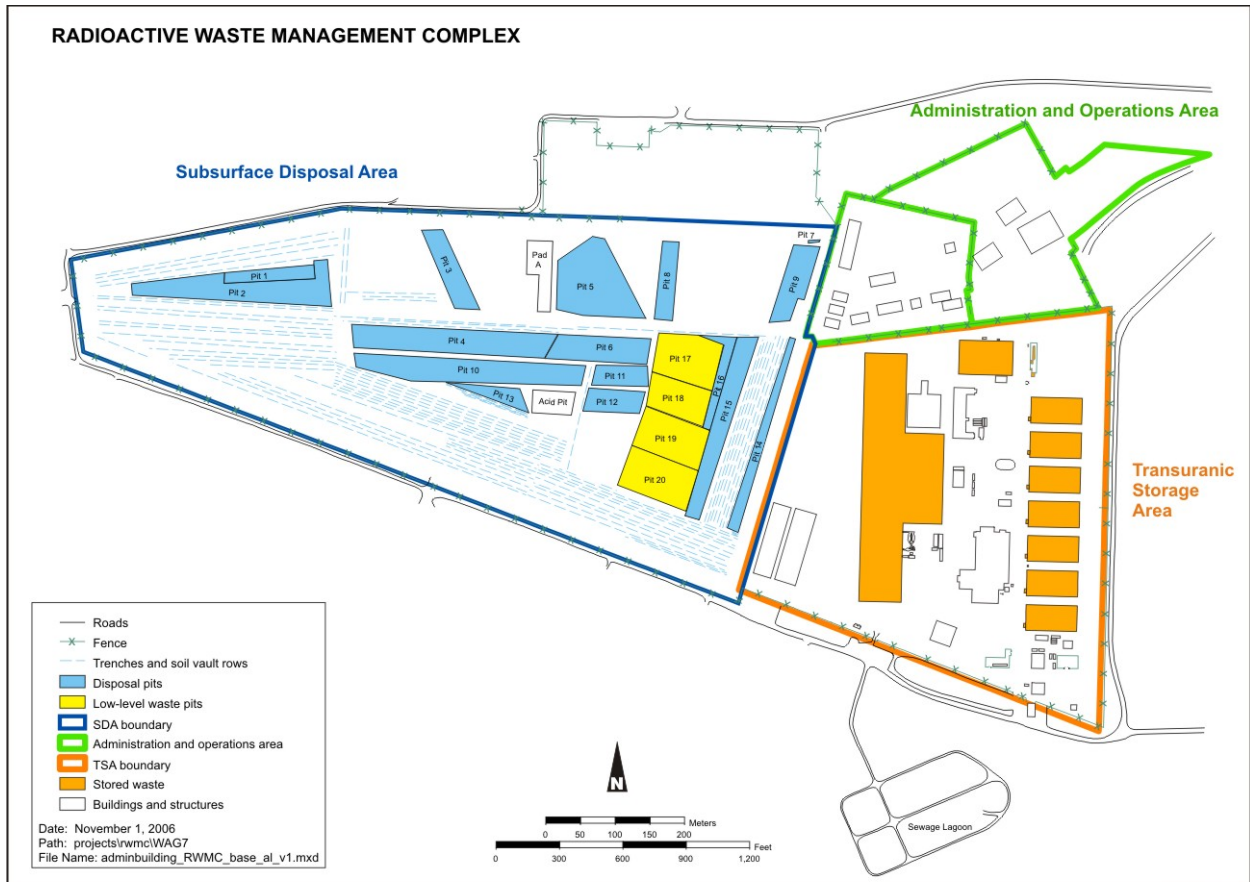 RADIOACTIVE WASTE MANAGEMENT COMPLEX
Administration and Operations Area
Subsurface Disposal Area
Pit 7
Pad
A
Pit 3
Pit 5
Pit 8
Pit 9
Pit 1
Pit 2
Pit 4
Pit 6
Pit 17
Pit 16
Pit 10
Pit 11
Pit 13
Acid Pit
Pit 12
Pit 18
Pit 15
Pit 14
Pit 19
Pit 20
Transuranic
Storage
Area
Roads
Fence
Trenches and soil vault rows
Disposal pits
Low-level waste pits
SDA boundary
Administration and operations area
TSA boundary
Stored waste
Buildings and structures
Date: November 1, 2006
Path: projects\rwmc\WAG7
File Name: adminbuilding_RWMC_base_al_v1.mxd
N
Meters
0 50 100 150 200
Feet
0 300 600 900 1,200
Sewage Lagoon